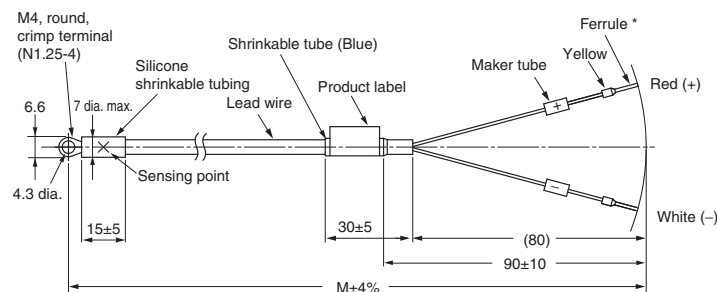 M4, round,
crimp terminal
(N1.25-4)
Silicone
shrinkable tubing
7 dia. max.
6.6
4.3 dia.
Sensing point
15±5
Lead wire
Shrinkable tube (Blue)
Product label
30±5
Maker tube
Yellow
Ferrule *
Red (+)
+
−
White (−)
(80)
90±10
M±4%